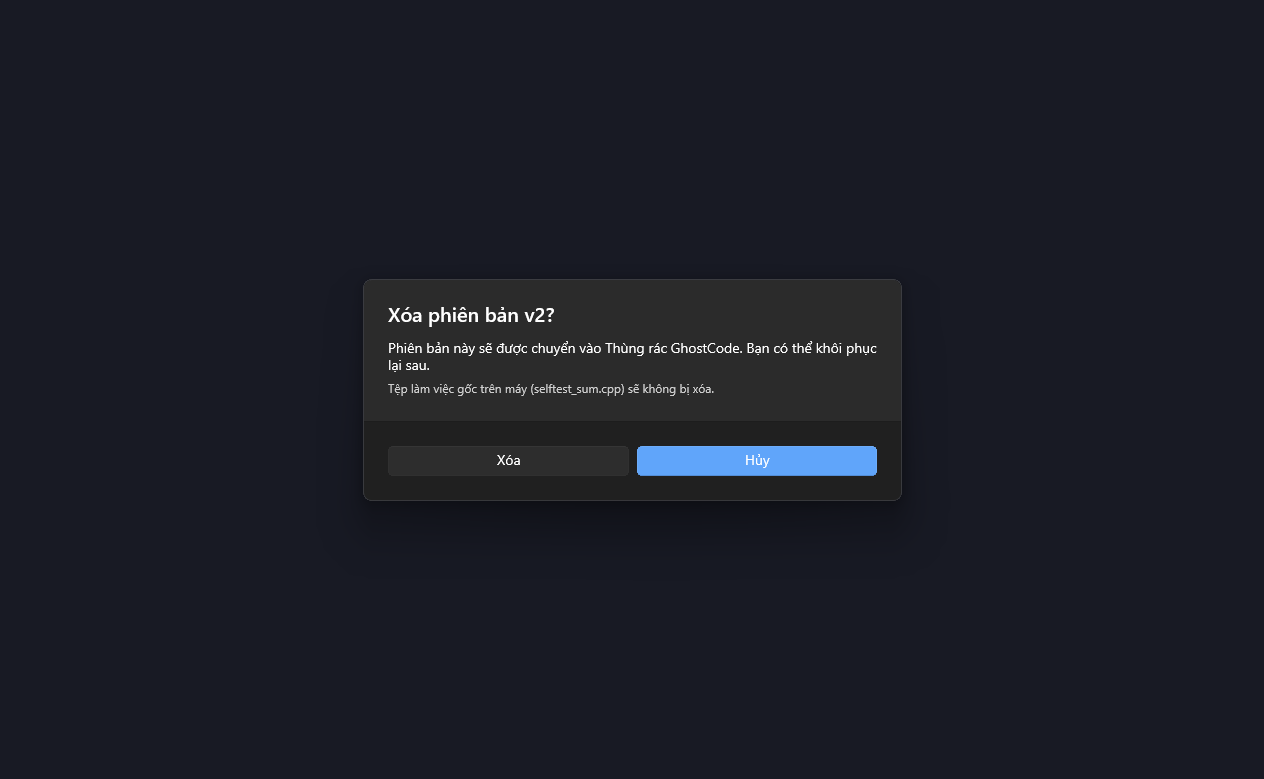 Xóa phiên bản v2?
Phiên bản này sẽ được chuyển vào Thùng rác GhostCode. Bạn có thể khôi phục
lại sau.
Tệp làm việc gốc trên máy (selftest_sum.cpp) sẽ không bị xóa.
Xóa
Hủy